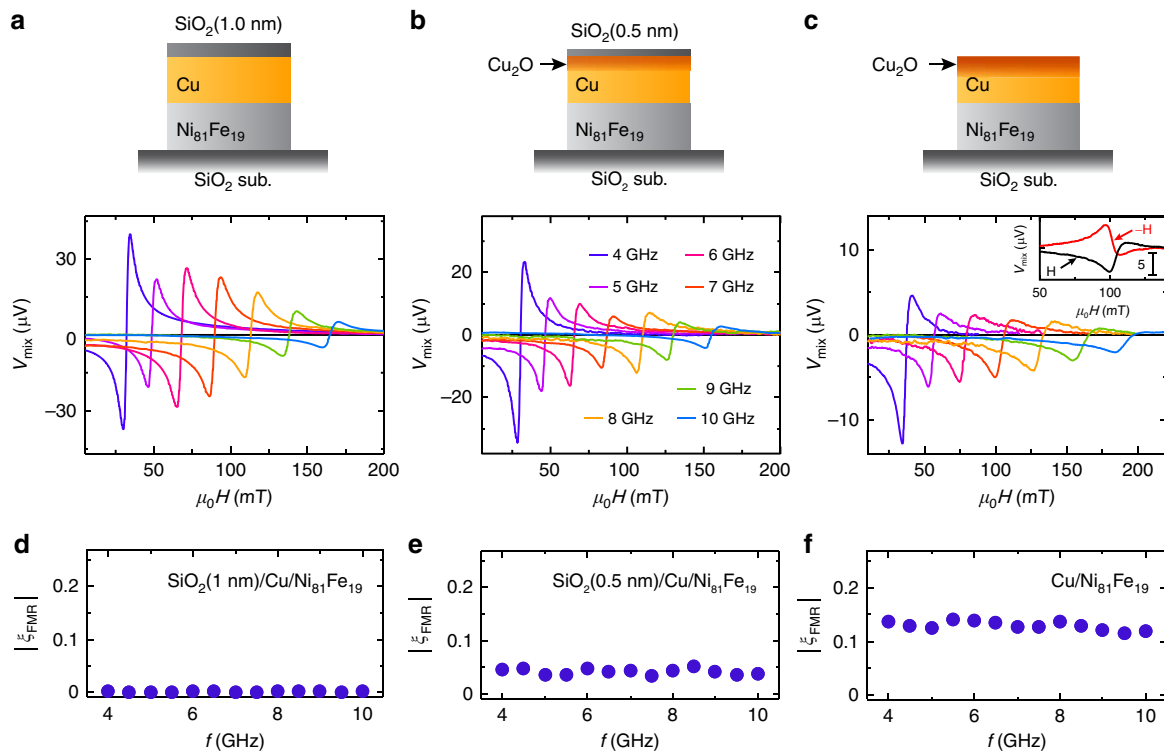 a
SiO2(1.0 nm)
Cu
Ni81Fe19
SiO2 sub.
30
0
−30
Vmix (μV)
50 100 150 200
μ0H (mT)
b
SiO2(0.5 nm)
Cu2O
Cu
Ni81Fe19
SiO2 sub.
20
0
−20
Vmix (μV)
4 GHz
5 GHz
6 GHz
7 GHz
9 GHz
8 GHz
10 GHz
50 100 150 200
μ0H (mT)
c
Cu2O
Cu
Ni81Fe19
SiO2 sub.
10
0
−10
Vmix (μV)
Vmix (μV)
−H
H
5
50 100
μ0H (mT)
50 100 150 200
μ0H (mT)
d
SiO2(1 nm)/Cu/Ni81Fe19
0.2
0.1
0
|ξFMR|
4 6 8 10
f (GHz)
e
SiO2(0.5 nm)/Cu/Ni81Fe19
0.2
0.1
0
|ξFMR|
4 6 8 10
f (GHz)
f
Cu/Ni81Fe19
0.2
0.1
0
|ξFMR|
4 6 8 10
f (GHz)